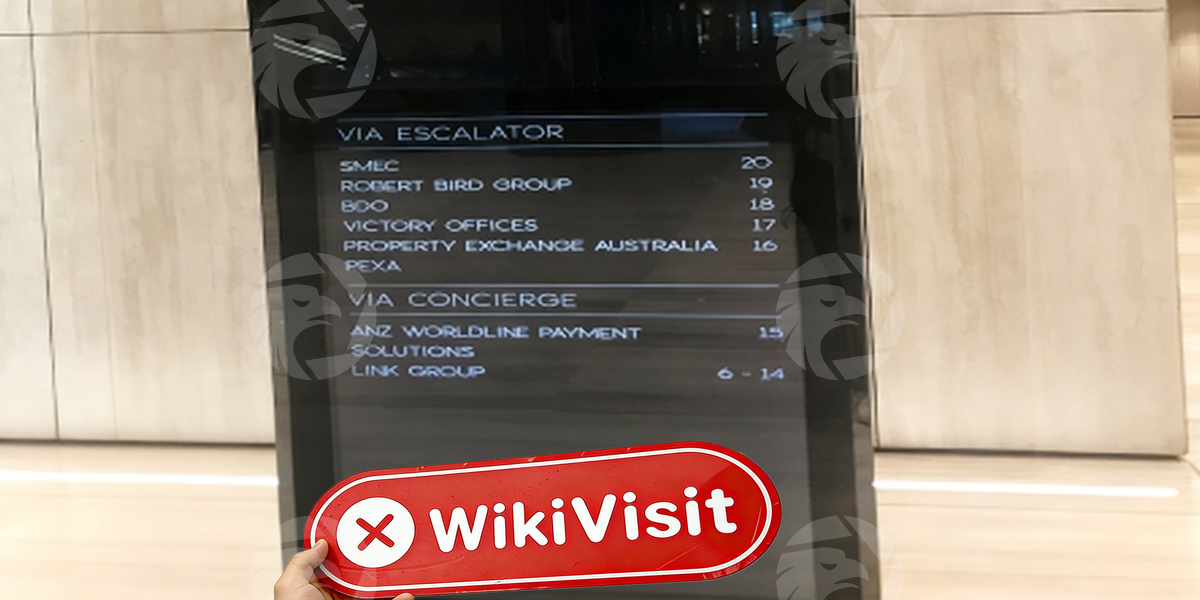 VIA ESCALATOR
SMEC 20
ROBERT BIRD GROUP 19
BDO 18
VICTORY OFFICES 17
PROPERTY EXCHANGE AUSTRALIA 16
PEXA
VIA CONCIERGE
ANZ WORLDLINE PAYMENT 15
SOLUTIONS
LINK GROUP 6 - 14
WikiVisit